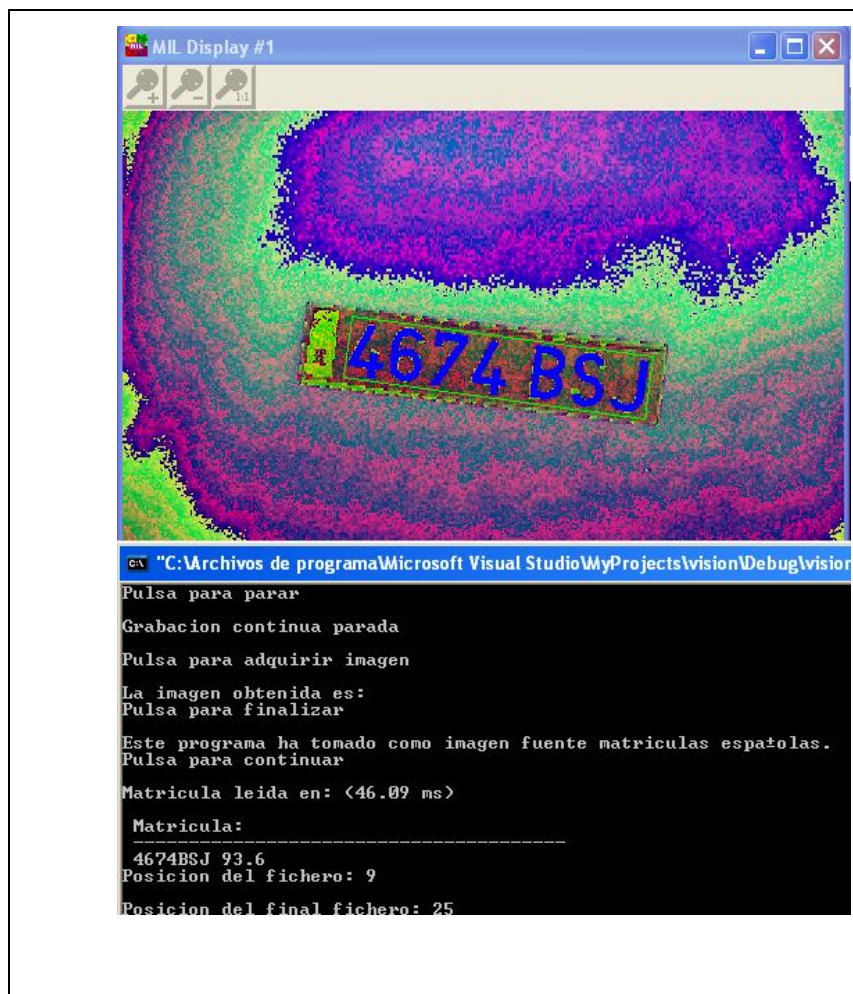 MIL Display #1
1:1
4674 BSJ
"C:\Archivos de programa\Microsoft Visual Studio\MyProjects\vision\Debug\vision
Pulsa para parar
Grabacion continua parada
Pulsa para adquirir imagen
La imagen obtenida es:
Pulsa para finalizar
Este programa ha tomado como imagen fuente matriculas espa±olas.
Pulsa para continuar
Matricula leida en: (46.09 ms)
Matricula:
----------------------------------------
4674BSJ 93.6
Posicion del fichero: 9
Posicion del final fichero: 25